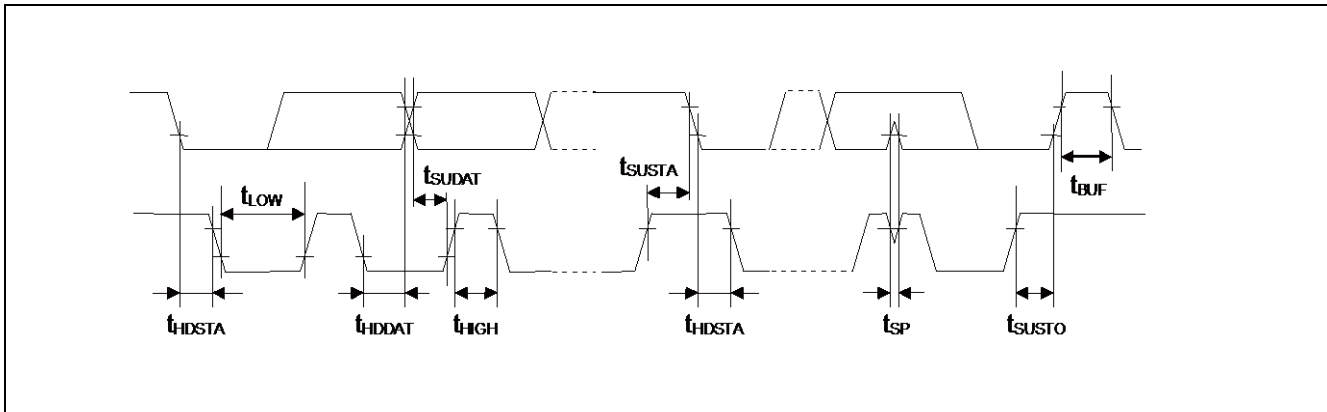 tSUDAT
tSUSTA
tBUF
tLOW
tHDSTA
tHDDAT
tHIGH
tHDSTA
tSP
tSUSTO